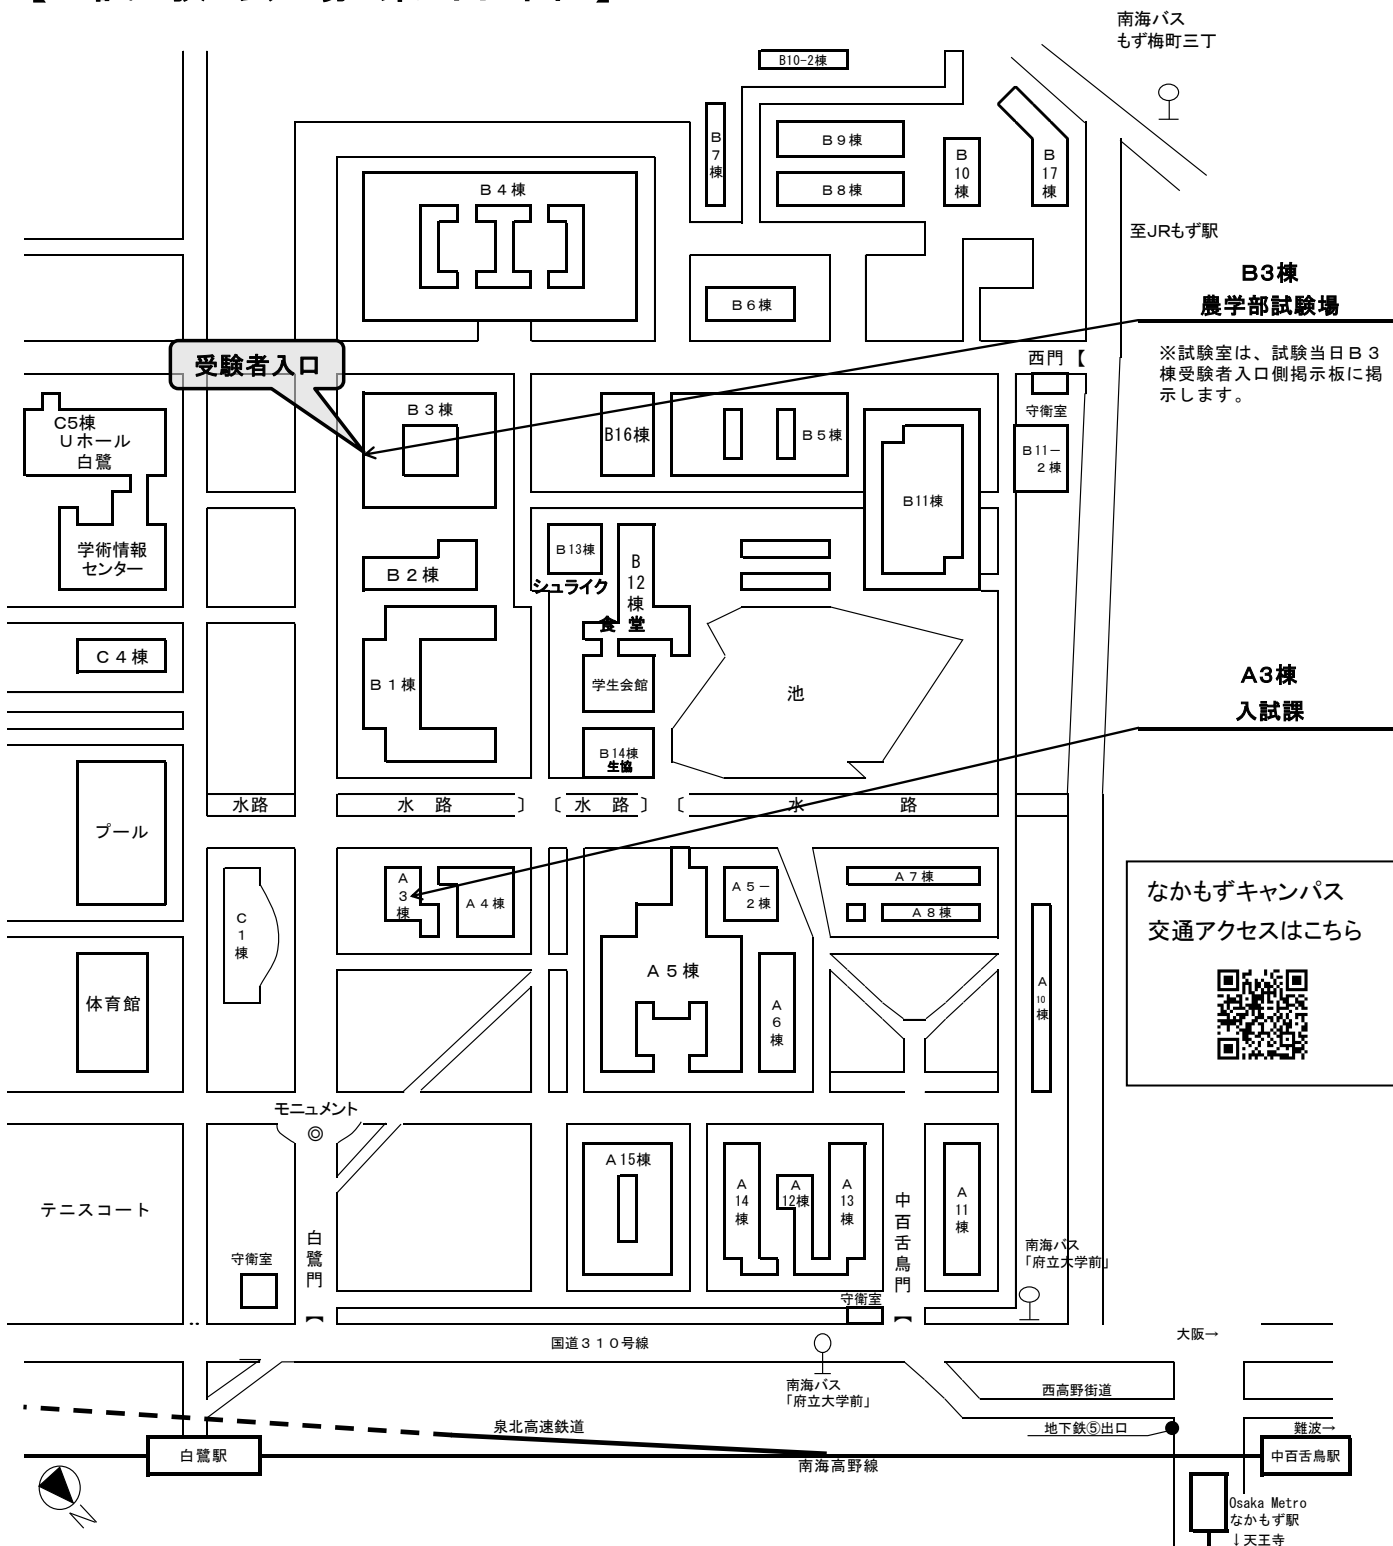 南海バス
もず梅町三丁
B10-2棟
B
7
棟
B9棟
B8棟
B
10
棟
B
17
棟
B4棟
至JRもず駅
B6棟
B3棟
農学部試験場
※試験室は、試験当日B3
棟受験者入口側掲示板に掲
示します。
受験者入口
西門【
守衛室
C5棟
Uホール
白鷺
B3棟
B16棟
B5棟
B11-
2棟
B11棟
学術情報
センター
B2棟
B13棟
シュライク
B
12
棟
食 堂
C4棟
B1棟
学生会館
池
A3棟
入試課
B14棟
生協
水路
水 路
〕
〔 水 路 〕
〔
水 路
プール
C
1
棟
A
3
棟
A4棟
A5-
2棟
A7棟
A8棟
なかもずキャンパス
交通アクセスはこちら
体育館
A5棟
A
6
棟
A
10
棟
モニュメント
テニスコート
A15棟
A
14
棟
A
12棟
A
13
棟
中百舌鳥門
A
11
棟
白鷺門
守衛室
南海バス
「府立大学前」
守衛室
【
【
国道310号線
大阪→
南海バス
「府立大学前」
西高野街道
泉北高速鉄道
地下鉄⑤出口
難波→
白鷺駅
南海高野線
中百舌鳥駅
N
Osaka Metro
なかもず駅
↓天王寺